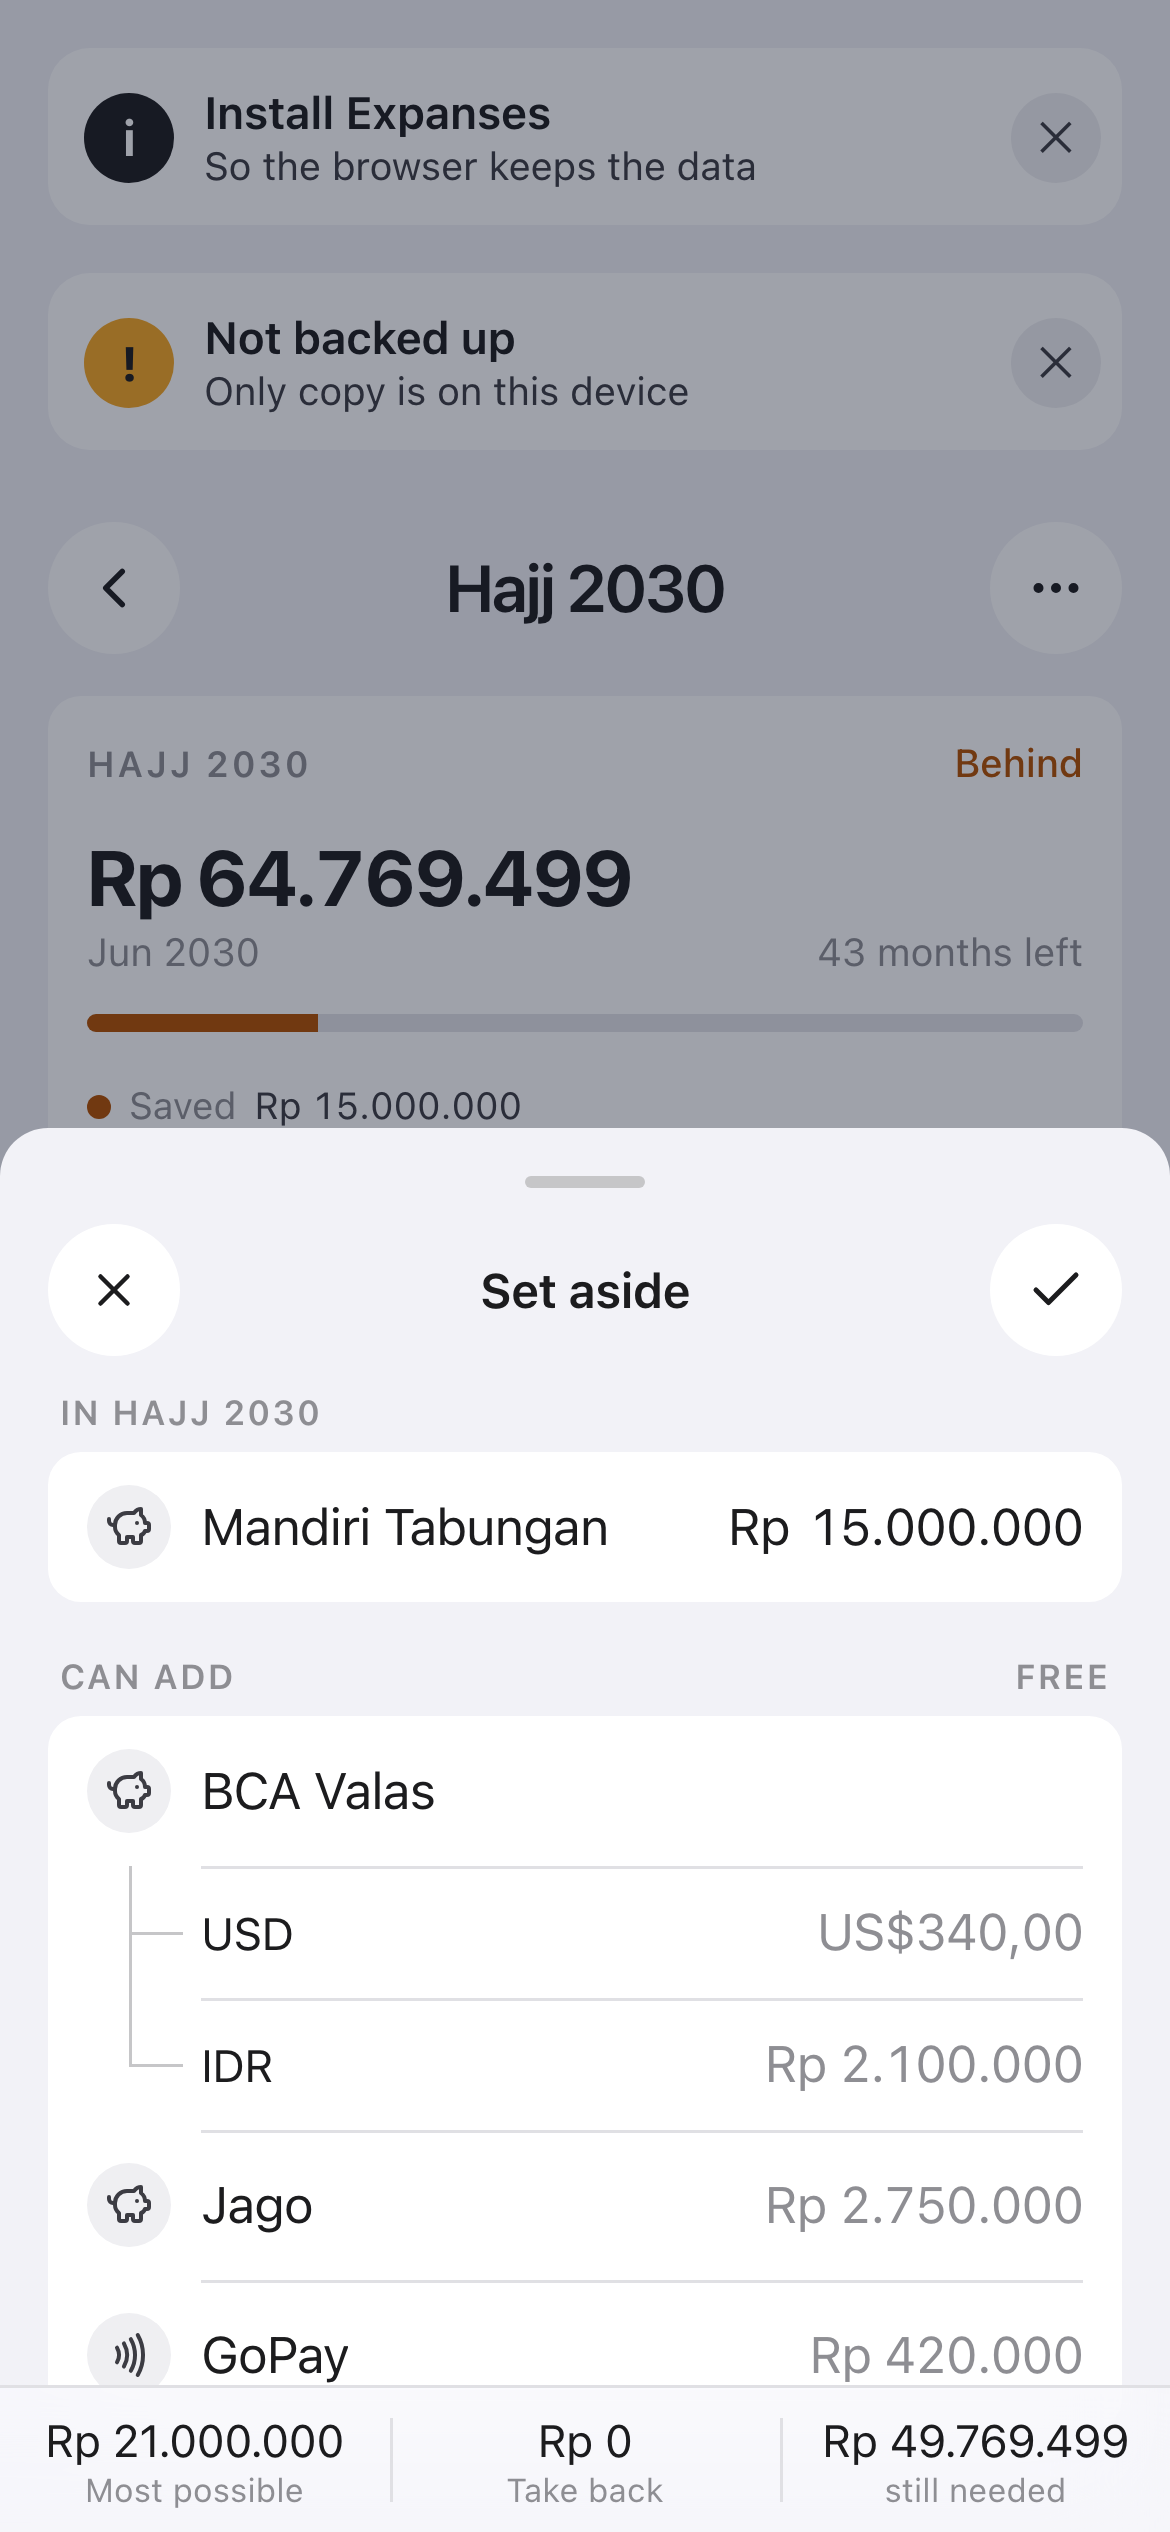 Install Expanses
So the browser keeps the data
Not backed up
Only copy is on this device
Hajj 2030
HAJJ 2030
Behind
Rp 64.769.499
Jun 2030
43 months left
Saved Rp 15.000.000
Set aside
IN HAJJ 2030
Mandiri Tabungan Rp 15.000.000
CAN ADD FREE
BCA Valas
USD US$340,00
IDR Rp 2.100.000
Jago Rp 2.750.000
GoPay Rp 420.000
Rp 21.000.000 Rp 0 Rp 49.769.499
Most possible Take back still needed